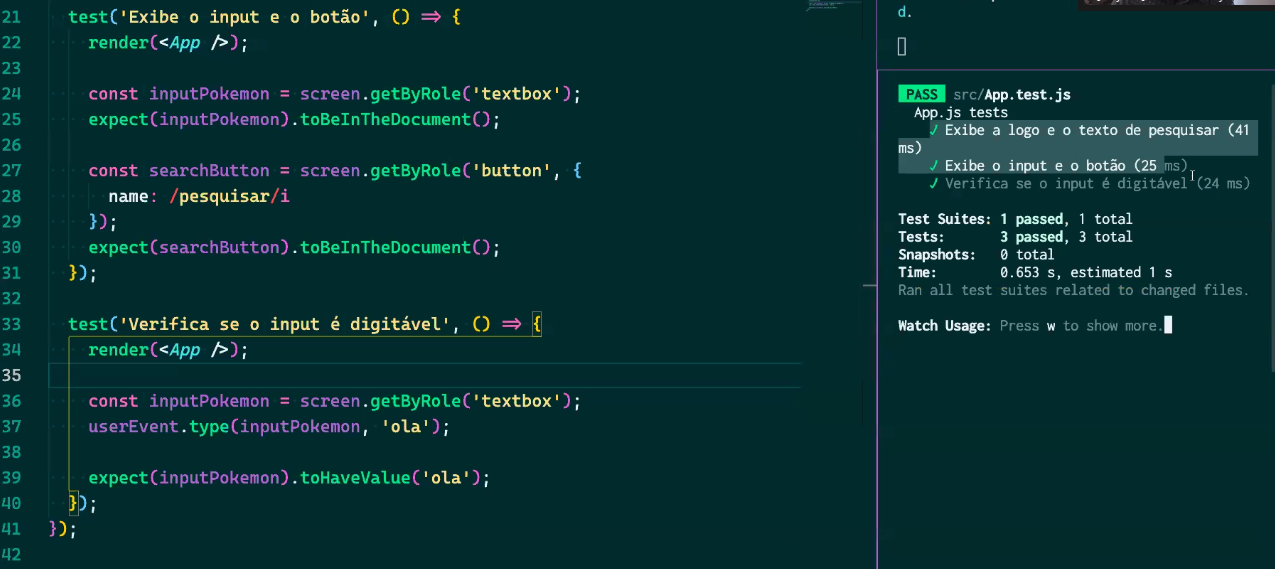 21 test('Exibe o input e o botão', () => {
22 render(<App />);
23
24 const inputPokemon = screen.getByRole('textbox');
25 expect(inputPokemon).toBeInTheDocument();
26
27 const searchButton = screen.getByRole('button', {
28 name: /pesquisar/i
29 });
30 expect(searchButton).toBeInTheDocument();
31 });
32
33 test('Verifica se o input é digitável', () => {
34 render(<App />);
35
36 const inputPokemon = screen.getByRole('textbox');
37 userEvent.type(inputPokemon, 'ola');
38
39 expect(inputPokemon).toHaveValue('ola');
40 });
41 });
42
d.
PASS src/App.test.js
App.js tests
✓ Exibe a logo e o texto de pesquisar (41
ms)
✓ Exibe o input e o botão (25 ms)
✓ Verifica se o input é digitável (24 ms)
Test Suites: 1 passed, 1 total
Tests: 3 passed, 3 total
Snapshots: 0 total
Time: 0.653 s, estimated 1 s
Ran all test suites related to changed files.
Watch Usage: Press w to show more.